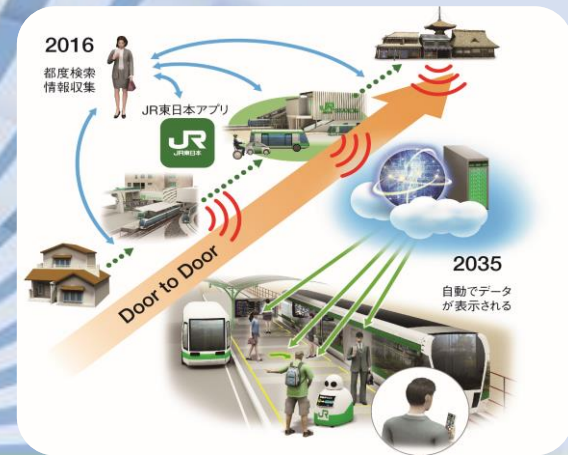 2016
都度検索
情報収集
JR東日本アプリ
JR
JR東日本
Door to Door
2035
自動でデータ
が表示される
JR